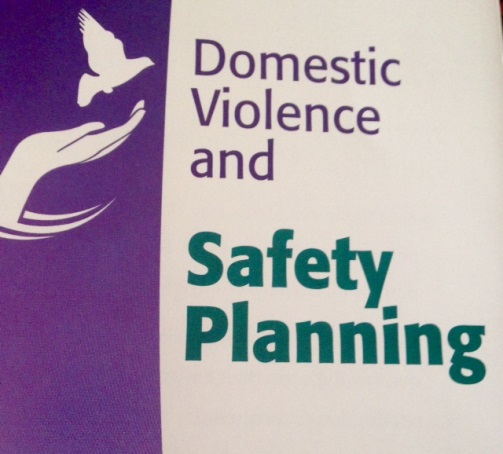 Domestic
Violence
and
Safety
Planning